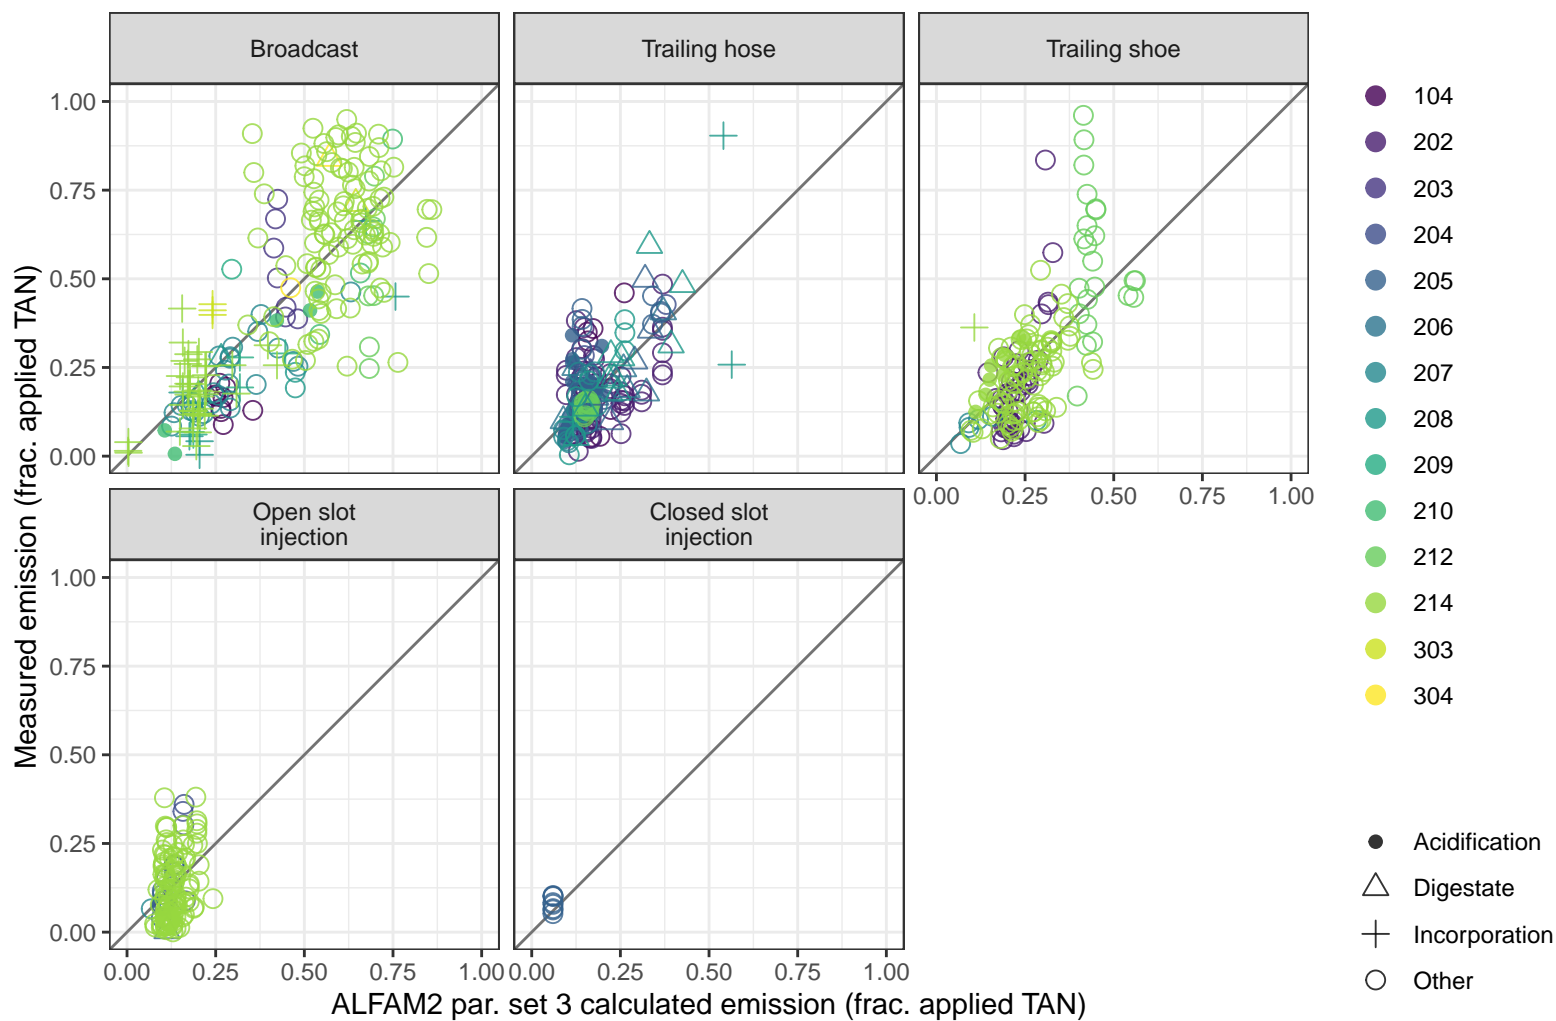 Broadcast
Trailing hose
Trailing shoe
1.00
0.75
0.50
0.25
0.00
0.00 0.25 0.50 0.75 1.00
Open slot
injection
Closed slot
injection
1.00
0.75
0.50
0.25
0.00
0.00 0.25 0.50 0.75 1.00
0.00 0.25 0.50 0.75 1.00
Measured emission (frac. applied TAN)
ALFAM2 par. set 3 calculated emission (frac. applied TAN)
104
202
203
204
205
206
207
208
209
210
212
214
303
304
Acidification
Digestate
Incorporation
Other